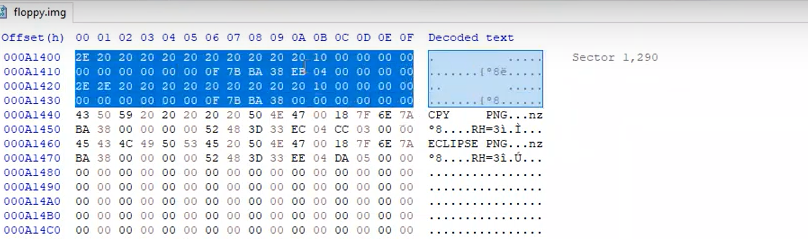 floppy.img
Offset(h) 00 01 02 03 04 05 06 07 08 09 0A 0B 0C 0D 0E 0F Decoded text
000A1400 2E 20 20 20 20 20 20 20 20 20 20 10 00 00 00 00 . ..... Sector 1,290
000A1410 00 00 00 00 00 00 0F 7B BA 38 EB 04 00 00 00 00 .......{º8ë.....
000A1420 2E 2E 20 20 20 20 20 20 20 20 20 10 00 00 00 00 .. .....
000A1430 00 00 00 00 00 00 0F 7B BA 38 00 00 00 00 00 00 .......{º8......
000A1440 43 50 59 20 20 20 20 20 50 4E 47 00 18 7F 6E 7A CPY PNG...nz
000A1450 BA 38 00 00 00 00 52 48 3D 33 EC 04 CC 03 00 00 º8....RH=3ì.Ì...
000A1460 45 43 4C 49 50 53 45 20 50 4E 47 00 18 7F 6E 7A ECLIPSE PNG...nz
000A1470 BA 38 00 00 00 00 52 48 3D 33 EE 04 DA 05 00 00 º8....RH=3î.Ú...
000A1480 00 00 00 00 00 00 00 00 00 00 00 00 00 00 00 00 ................
000A1490 00 00 00 00 00 00 00 00 00 00 00 00 00 00 00 00 ................
000A14A0 00 00 00 00 00 00 00 00 00 00 00 00 00 00 00 00 ................
000A14B0 00 00 00 00 00 00 00 00 00 00 00 00 00 00 00 00 ................
000A14C0 00 00 00 00 00 00 00 00 00 00 00 00 00 00 00 00 ................